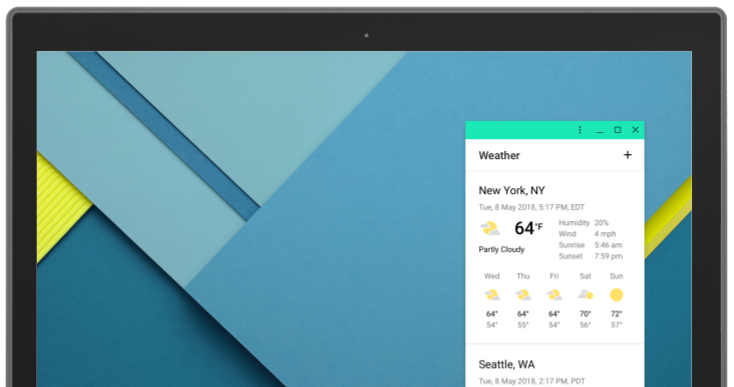 Weather +
New York, NY
Tue, 8 May 2018, 5:17 PM, EDT
64°F
Partly Cloudy
Humidity 20%
Wind 4 mph
Sunrise 5:46 am
Sunset 7:59 pm
Wed Thu Fri Sat Sun
64° 64° 64° 70° 72°
54° 55° 54° 56° 57°
Seattle, WA
Tue, 8 May 2018, 2:17 PM, PDT